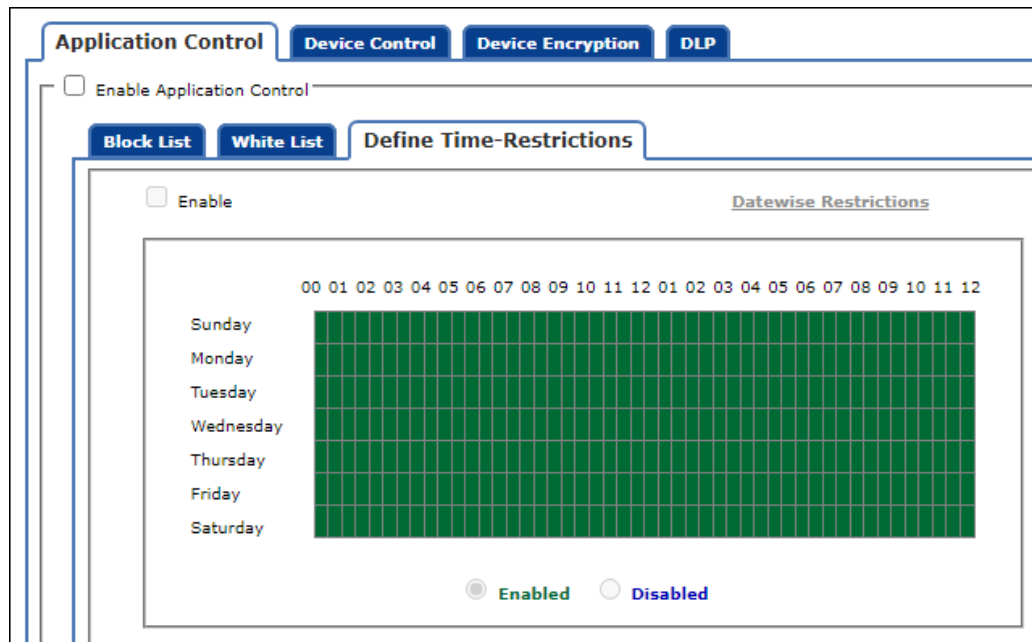 Application Control Device Control Device Encryption DLP
Enable Application Control
Block List White List Define Time-Restrictions
Enable Datewise Restrictions
00 01 02 03 04 05 06 07 08 09 10 11 12 01 02 03 04 05 06 07 08 09 10 11 12
Sunday
Monday
Tuesday
Wednesday
Thursday
Friday
Saturday
Enabled Disabled